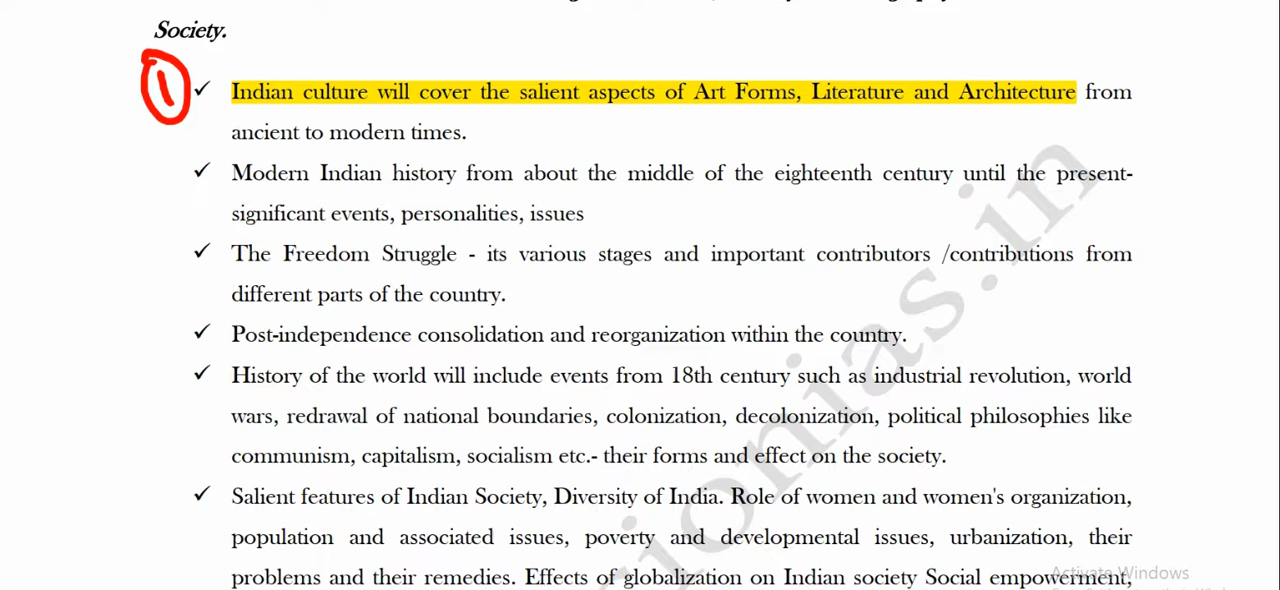 Society.
1
✓ Indian culture will cover the salient aspects of Art Forms, Literature and Architecture from
ancient to modern times.
✓ Modern Indian history from about the middle of the eighteenth century until the present-
significant events, personalities, issues
✓ The Freedom Struggle - its various stages and important contributors /contributions from
different parts of the country.
✓ Post-independence consolidation and reorganization within the country.
✓ History of the world will include events from 18th century such as industrial revolution, world
wars, redrawal of national boundaries, colonization, decolonization, political philosophies like
communism, capitalism, socialism etc.- their forms and effect on the society.
✓ Salient features of Indian Society, Diversity of India. Role of women and women's organization,
population and associated issues, poverty and developmental issues, urbanization, their
problems and their remedies. Effects of globalization on Indian society Social empowerment,
Activate Windows
ionias.in